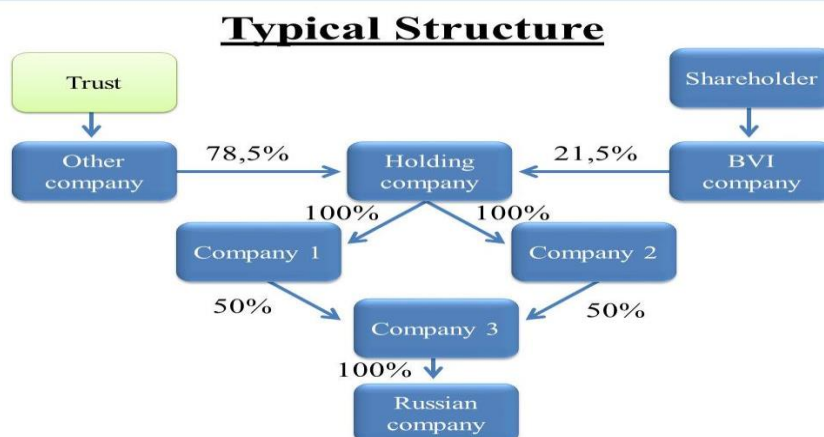 Typical Structure
Trust
Shareholder
Other
company
78,5%
Holding
company
21,5%
BVI
company
100%
100%
Company 1
Company 2
50%
50%
Company 3
100%
Russian
company